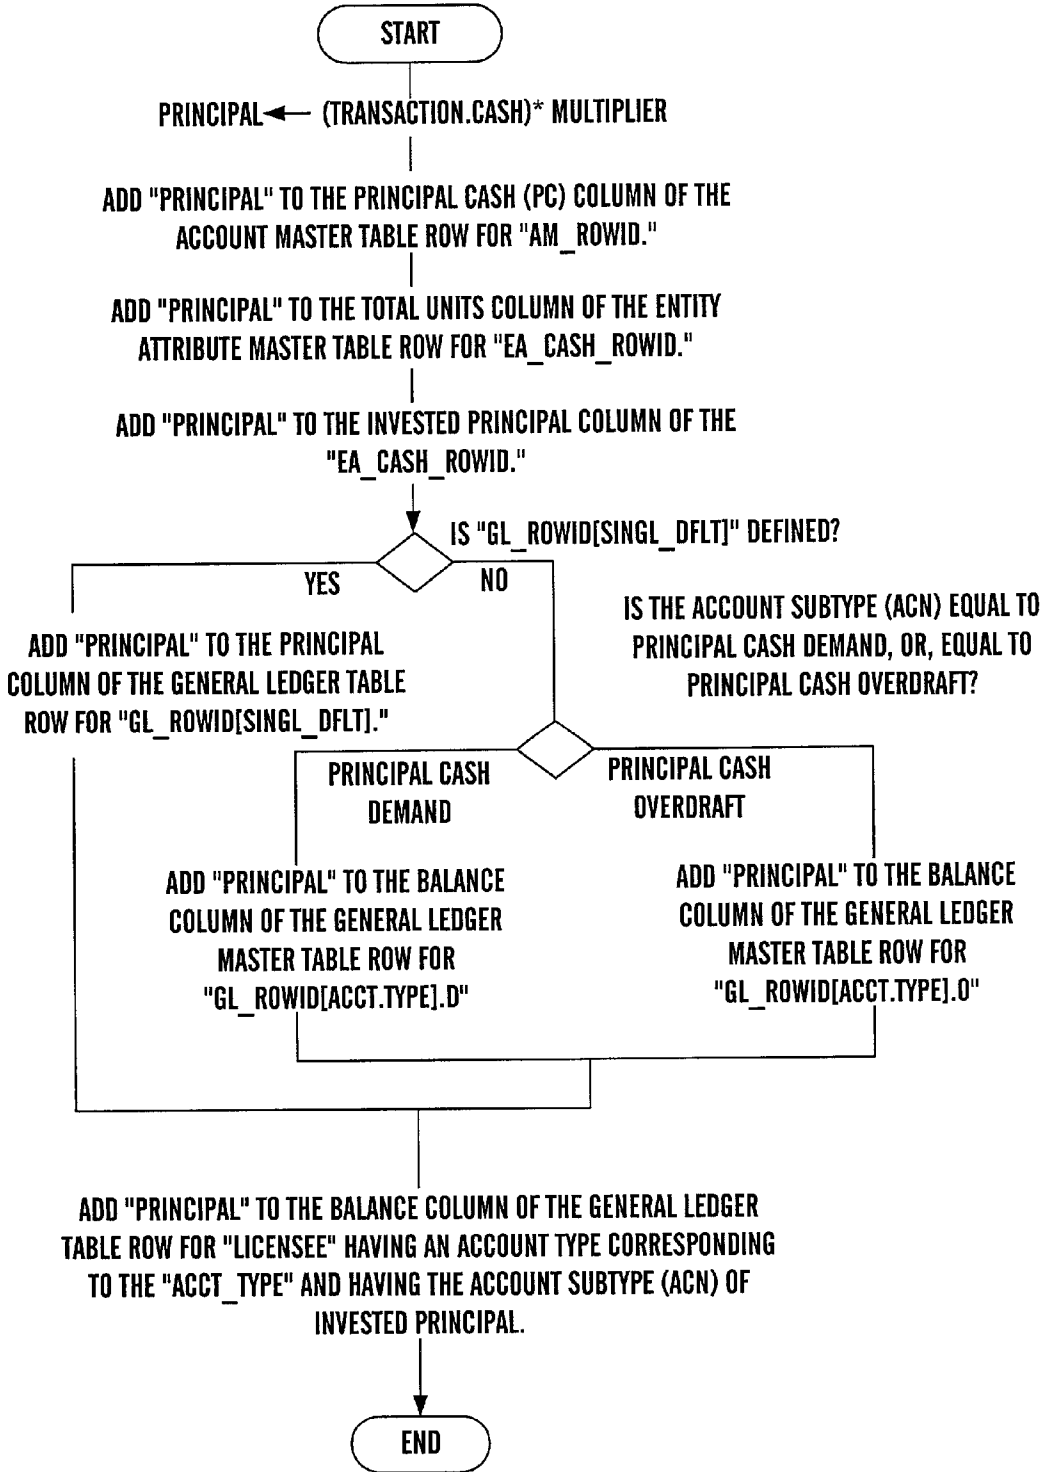 START
PRINCIPAL ← (TRANSACTION.CASH)* MULTIPLIER
ADD "PRINCIPAL" TO THE PRINCIPAL CASH (PC) COLUMN OF THE
ACCOUNT MASTER TABLE ROW FOR "AM_ROWID."
ADD "PRINCIPAL" TO THE TOTAL UNITS COLUMN OF THE ENTITY
ATTRIBUTE MASTER TABLE ROW FOR "EA_CASH_ROWID."
ADD "PRINCIPAL" TO THE INVESTED PRINCIPAL COLUMN OF THE
"EA_CASH_ROWID."
IS "GL_ROWID[SINGL_DFLT]" DEFINED?
YES
NO
ADD "PRINCIPAL" TO THE PRINCIPAL
COLUMN OF THE GENERAL LEDGER TABLE
ROW FOR "GL_ROWID[SINGL_DFLT]."
IS THE ACCOUNT SUBTYPE (ACN) EQUAL TO
PRINCIPAL CASH DEMAND, OR, EQUAL TO
PRINCIPAL CASH OVERDRAFT?
PRINCIPAL CASH
DEMAND
PRINCIPAL CASH
OVERDRAFT
ADD "PRINCIPAL" TO THE BALANCE
COLUMN OF THE GENERAL LEDGER
MASTER TABLE ROW FOR
"GL_ROWID[ACCT.TYPE].D"
ADD "PRINCIPAL" TO THE BALANCE
COLUMN OF THE GENERAL LEDGER
MASTER TABLE ROW FOR
"GL_ROWID[ACCT.TYPE].O"
ADD "PRINCIPAL" TO THE BALANCE COLUMN OF THE GENERAL LEDGER
TABLE ROW FOR "LICENSEE" HAVING AN ACCOUNT TYPE CORRESPONDING
TO THE "ACCT_TYPE" AND HAVING THE ACCOUNT SUBTYPE (ACN) OF
INVESTED PRINCIPAL.
END